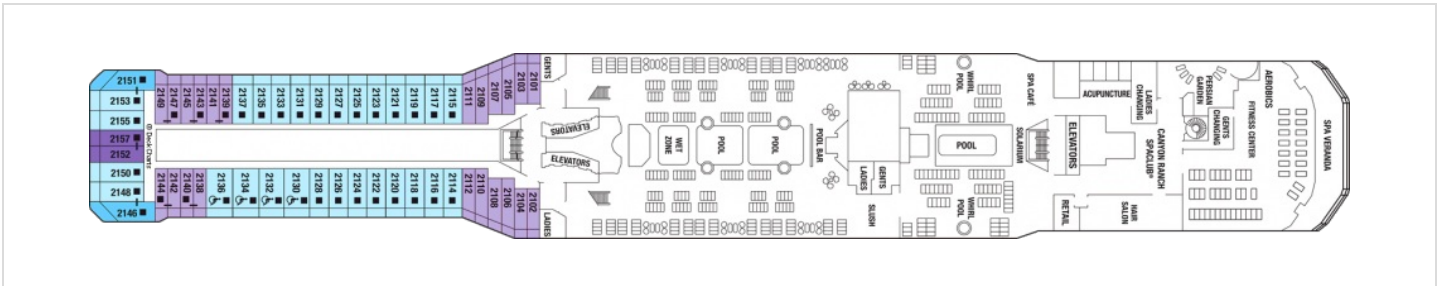 2151
2153
2155
2157
2152
2150
2148
2146
© Deck Chartz
2149
2147
2145
2143
2141
2139
2137
2135
2133
2131
2129
2127
2125
2123
2121
2119
2117
2115
2111
2109
2107
2105
2103
2101
2144
2142
2140
2138
2136
2134
2132
2130
2128
2126
2124
2122
2120
2118
2116
2114
2112
2110
2108
2106
2104
2102
GENTS
LADIES
ELEVATORS
ELEVATORS
WET
ZONE
POOL
POOL
POOL BAR
LADIES
GENTS
SLUSH
WHIRL
POOL
POOL
WHIRL
POOL
SOLARIUM
SPA CAFÉ
ELEVATORS
ACUPUNCTURE
LADIES
CHANGING
CANYON RANCH
SPACLUB®
RETAIL
HAIR
SALON
PERSIAN
GARDEN
GENTS
CHANGING
FITNESS CENTER
AEROBICS
SPA VERANDA